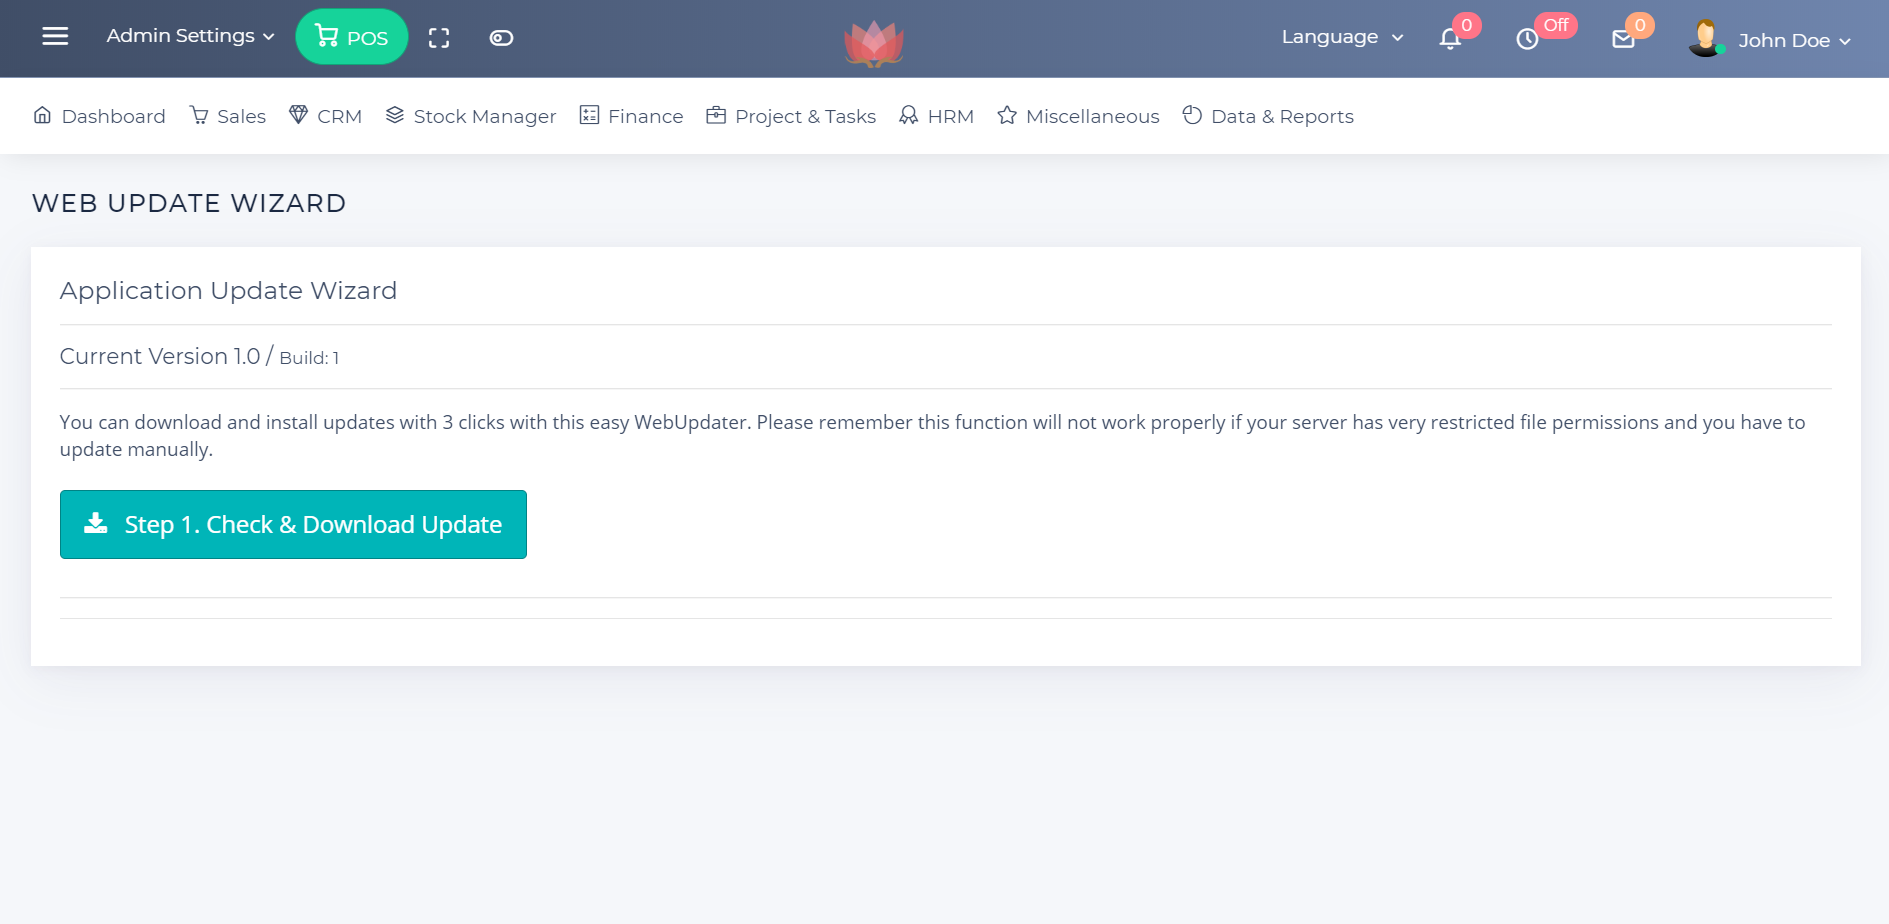 Admin Settings POS Language 0 Off 0 John Doe
Dashboard Sales CRM Stock Manager Finance Project & Tasks HRM Miscellaneous Data & Reports
WEB UPDATE WIZARD
Application Update Wizard
Current Version 1.0 / Build: 1
You can download and install updates with 3 clicks with this easy WebUpdater. Please remember this function will not work properly if your server has very restricted file permissions and you have to
update manually.
Step 1. Check & Download Update